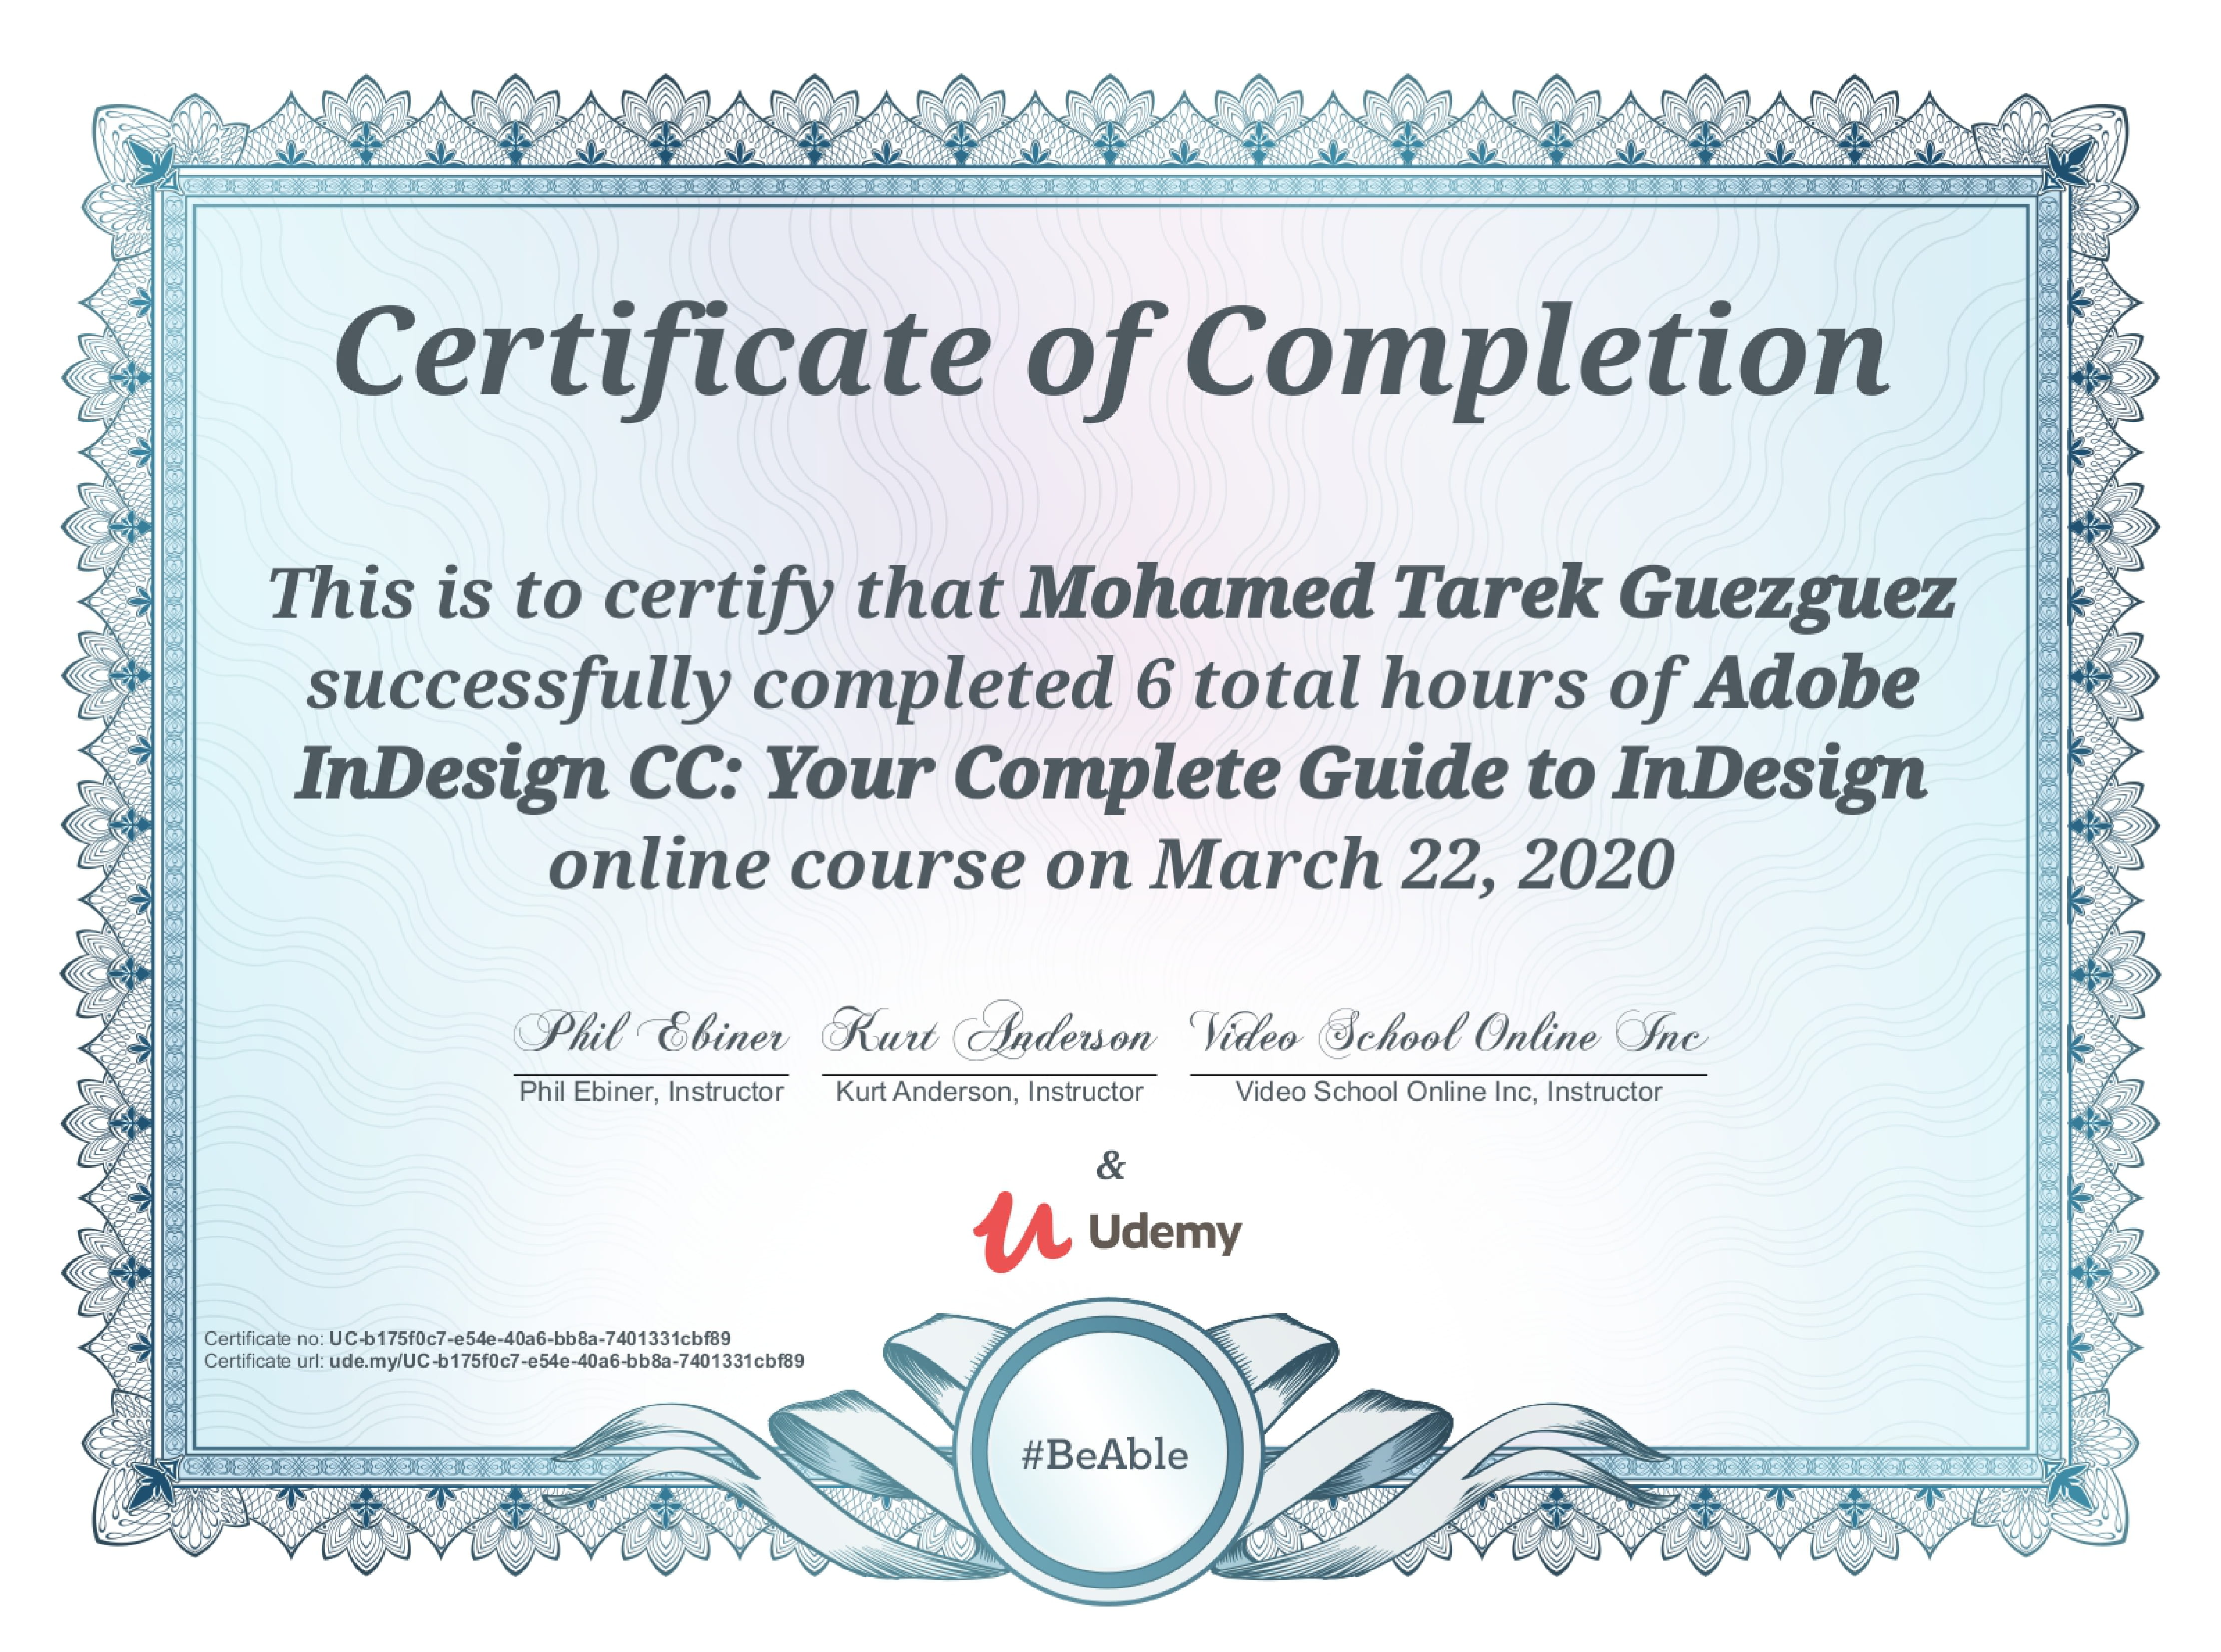 Certificate of Completion
This is to certify that Mohamed Tarek Guezguez
successfully completed 6 total hours of Adobe
InDesign CC: Your Complete Guide to InDesign
online course on March 22, 2020
Phil Ebiner Kurt Anderson Video School Online Inc
Phil Ebiner, Instructor Kurt Anderson, Instructor Video School Online Inc, Instructor
&
Udemy
Certificate no: UC-b175f0c7-e54e-40a6-bb8a-7401331cbf89
Certificate url: ude.my/UC-b175f0c7-e54e-40a6-bb8a-7401331cbf89
#BeAble